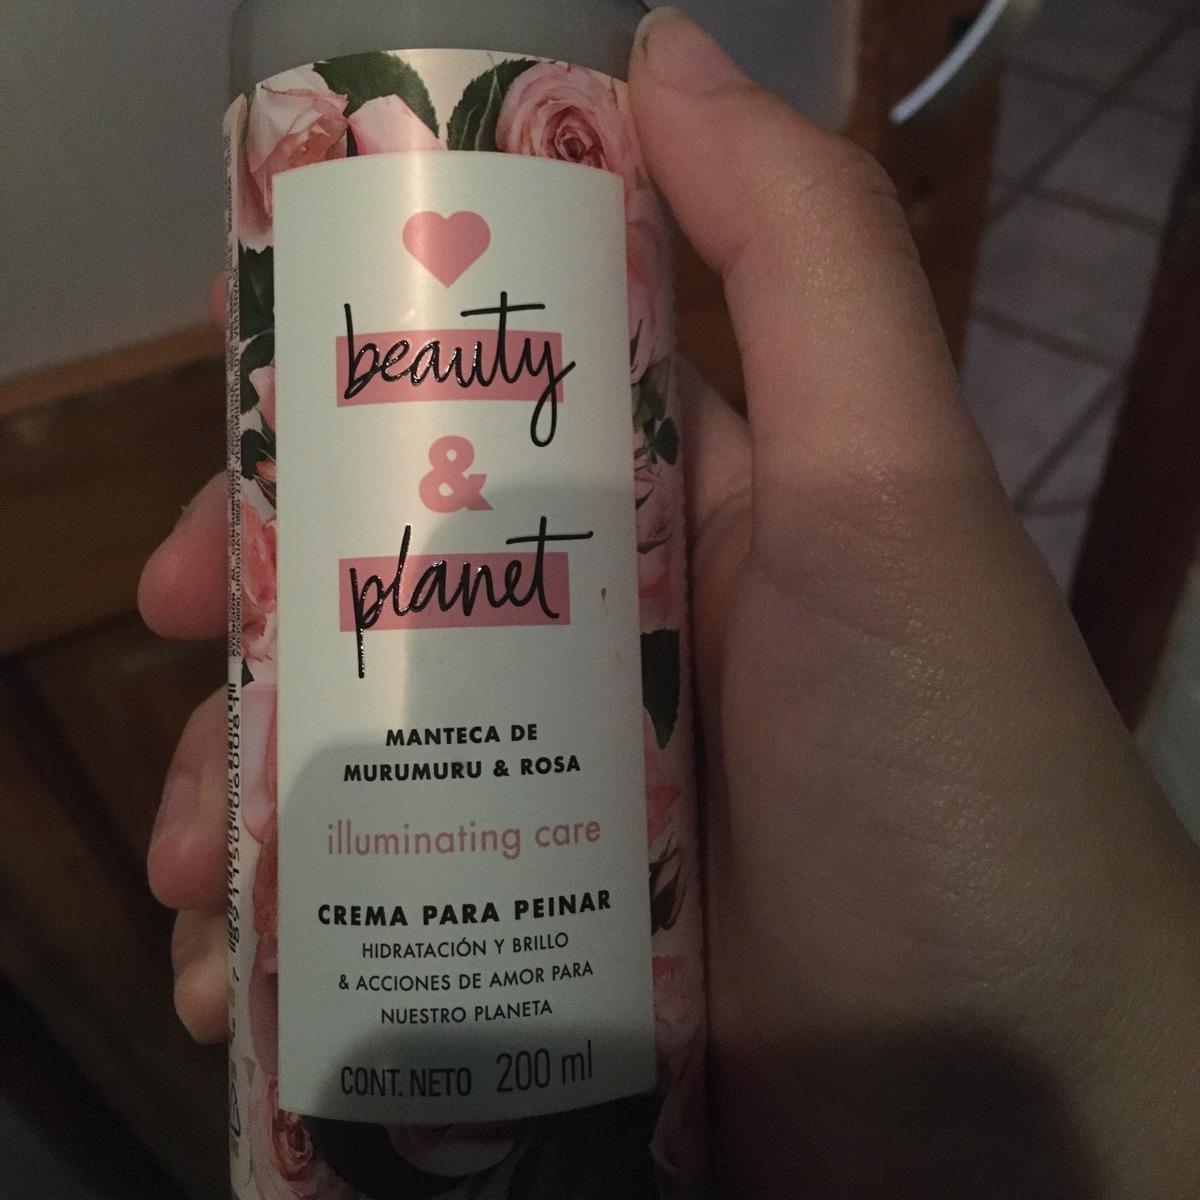 beauty
&
planet
MANTECA DE
MURUMURU & ROSA
illuminating care
CREMA PARA PEINAR
HIDRATACIÓN Y BRILLO
& ACCIONES DE AMOR PARA
NUESTRO PLANETA
CONT. NETO 200 ml